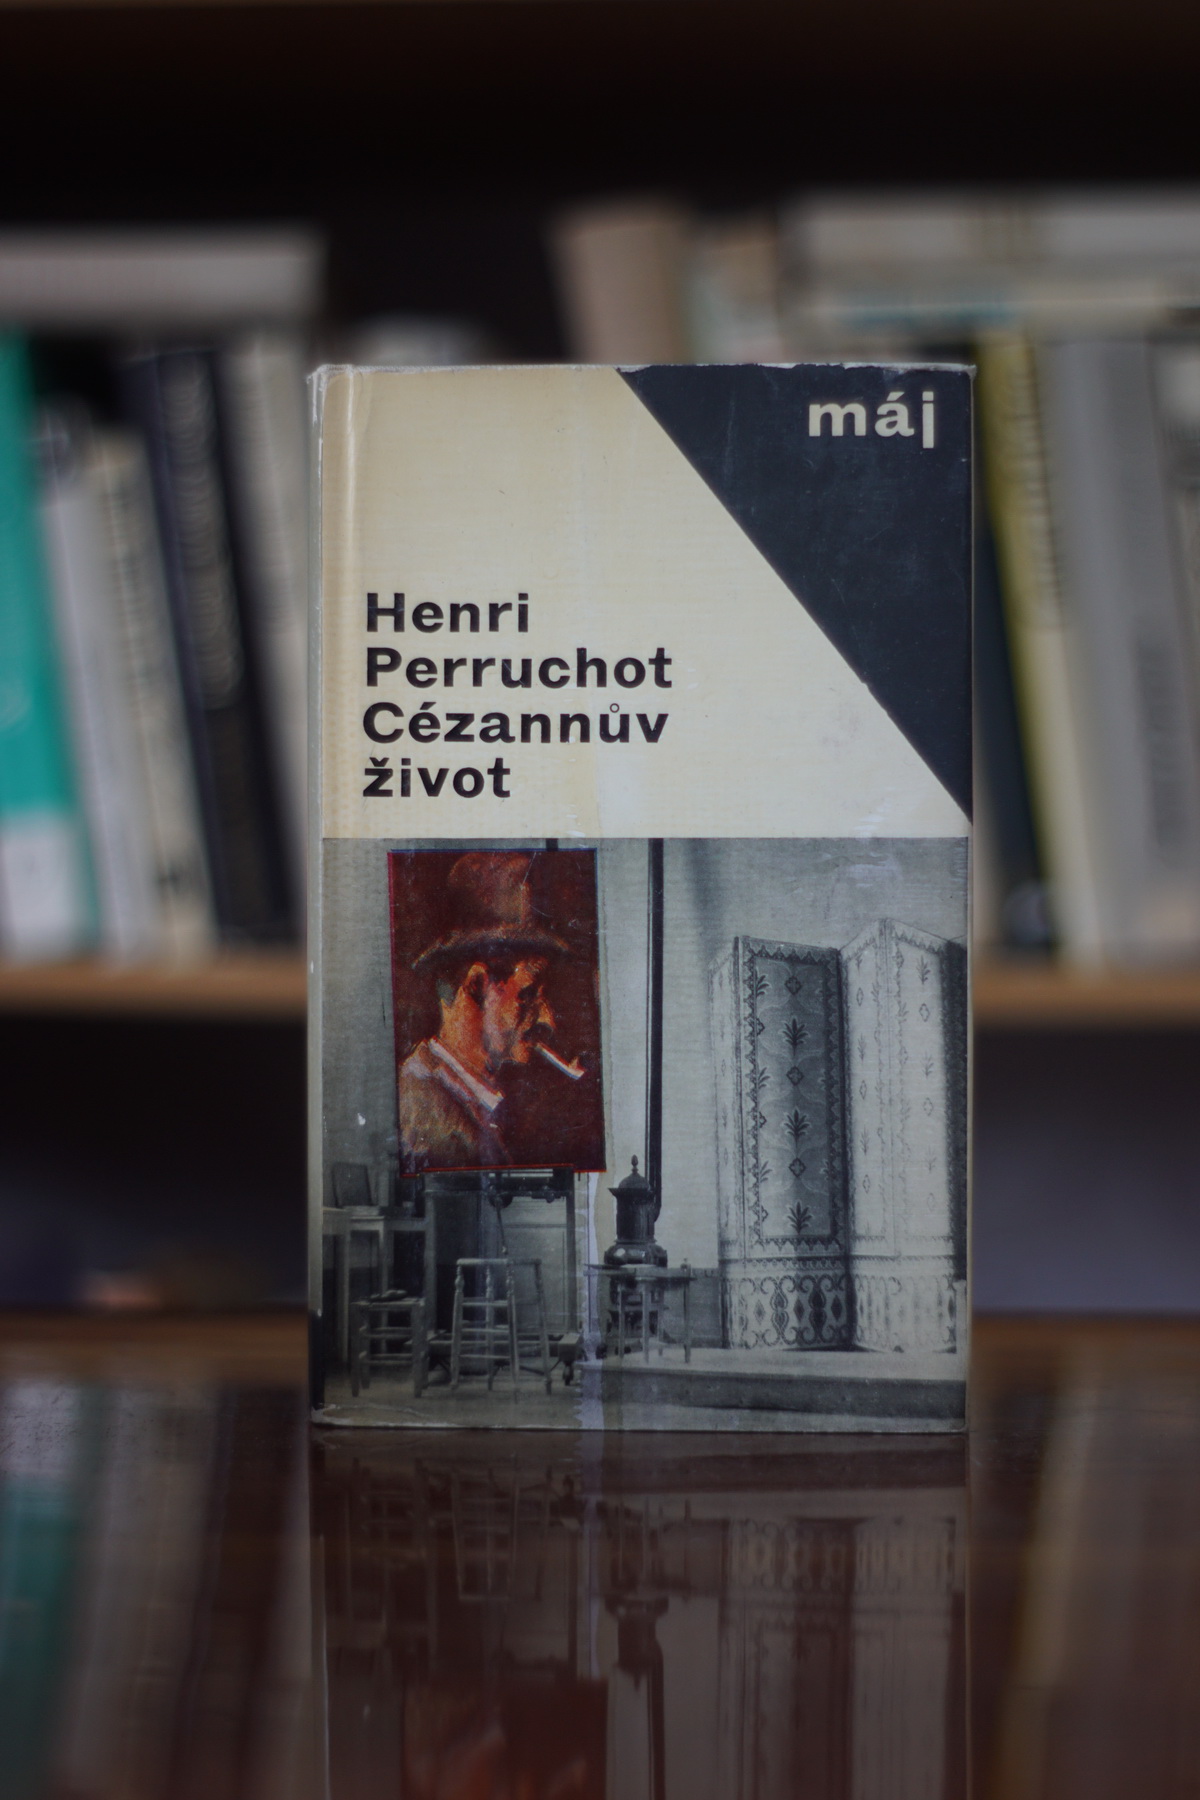 máj
Henri
Perruchot
Cézannův
život